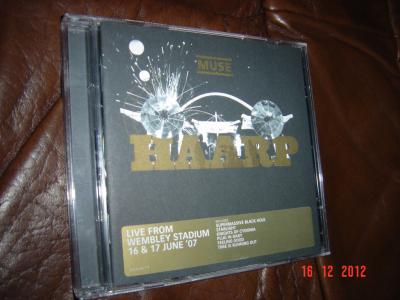 MUSE
HAARP
LIVE FROM
WEMBLEY STADIUM
16 & 17 JUNE '07
SUPERMASSIVE BLACK HOLE
STARLIGHT
KNIGHTS OF CYDONIA
PLUG IN BABY
FEELING GOOD
TIME IS RUNNING OUT
16 12 2012